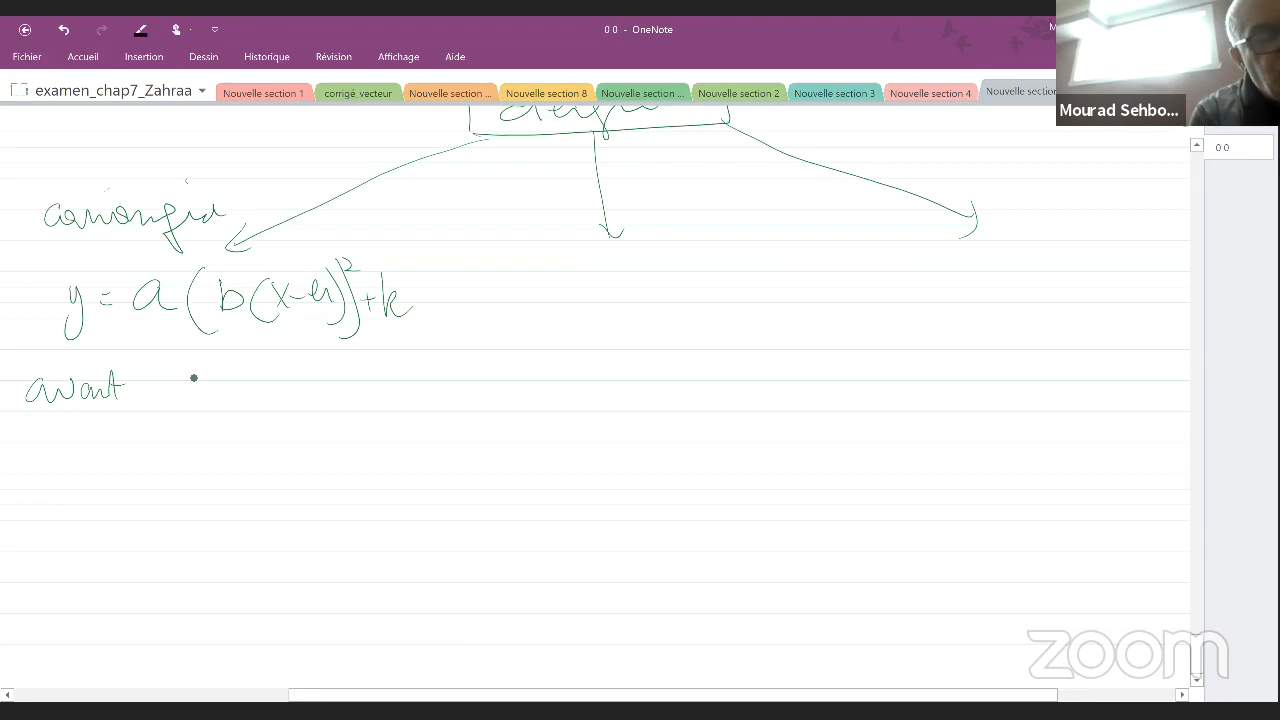 0 0 - OneNote
Fichier Accueil Insertion Dessin Historique Révision Affichage Aide
examen_chap7_Zahraa
Nouvelle section 1 corrigé vecteur Nouvelle section ... Nouvelle section 8 Nouvelle section ... Nouvelle section 2 Nouvelle section 3 Nouvelle section 4 Nouvelle section
Mourad Sehbo...
0 0
y = a (b(x-h))² + k
avant
zoom